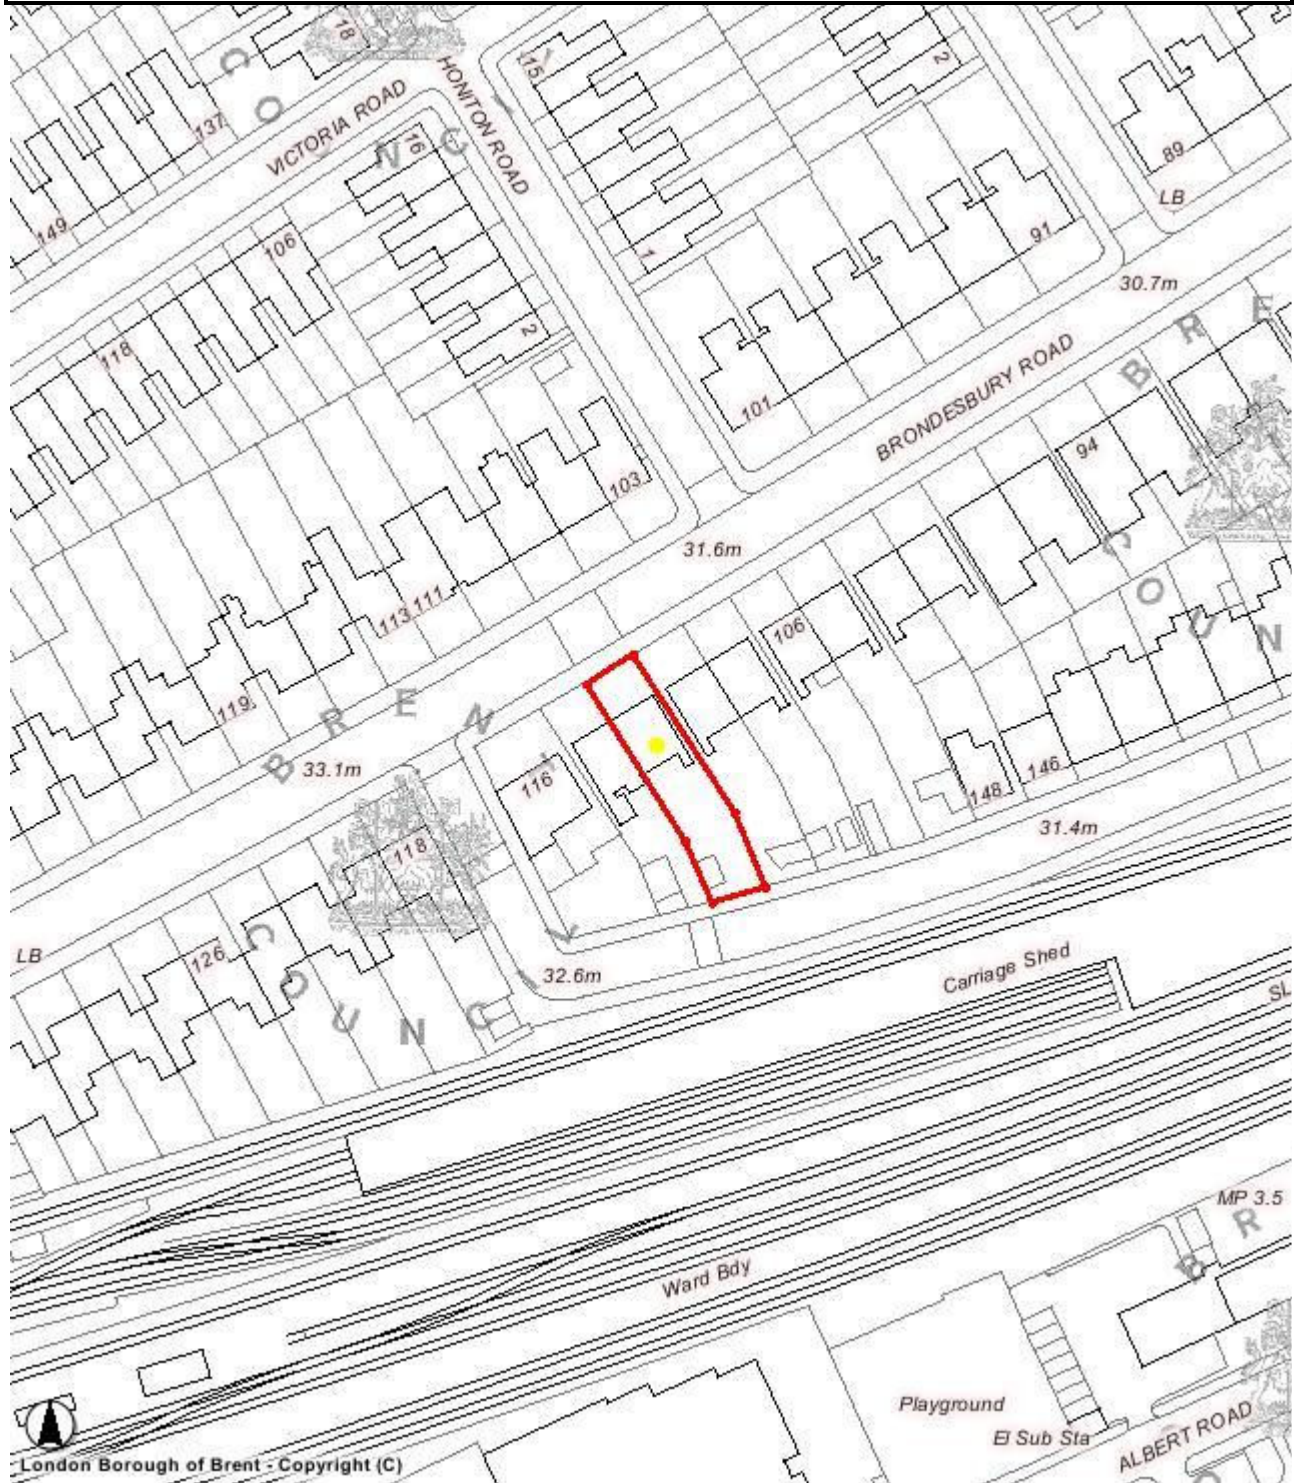 18
15
2
HONITON ROAD
VICTORIA ROAD
137
16
89
LB
149
106
1
91
30.7m
118
2
BRONDESBURY ROAD
101
94
103
31.6m
113
111
106
119
33.1m
116
146
148
31.4m
118
126
LB
32.6m
Carriage Shed
SL
MP 3.5
Ward Bdy
Playground
El Sub Sta
ALBERT ROAD
BRENT COUNCIL
London Borough of Brent - Copyright (C)